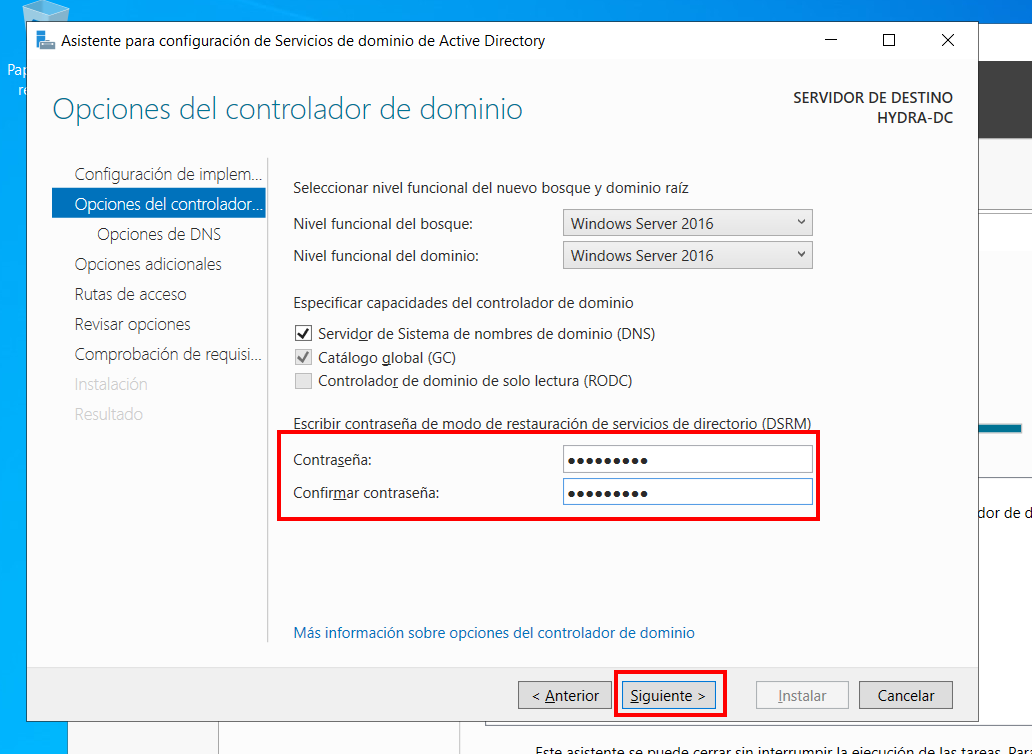 Asistente para configuración de Servicios de dominio de Active Directory
Opciones del controlador de dominio
SERVIDOR DE DESTINO
HYDRA-DC
Configuración de implem...
Opciones del controlador...
Opciones de DNS
Opciones adicionales
Rutas de acceso
Revisar opciones
Comprobación de requisi...
Instalación
Resultado
Seleccionar nivel funcional del nuevo bosque y dominio raíz
Nivel funcional del bosque: Windows Server 2016
Nivel funcional del dominio: Windows Server 2016
Especificar capacidades del controlador de dominio
Servidor de Sistema de nombres de dominio (DNS)
Catálogo global (GC)
Controlador de dominio de solo lectura (RODC)
Escribir contraseña de modo de restauración de servicios de directorio (DSRM)
Contraseña: ●●●●●●●●●
Confirmar contraseña: ●●●●●●●●●
Más información sobre opciones del controlador de dominio
< Anterior Siguiente > Instalar Cancelar
Pap
re
dor de d
Este asistente se puede cerrar sin interrumpir la ejecución de las tareas. Para